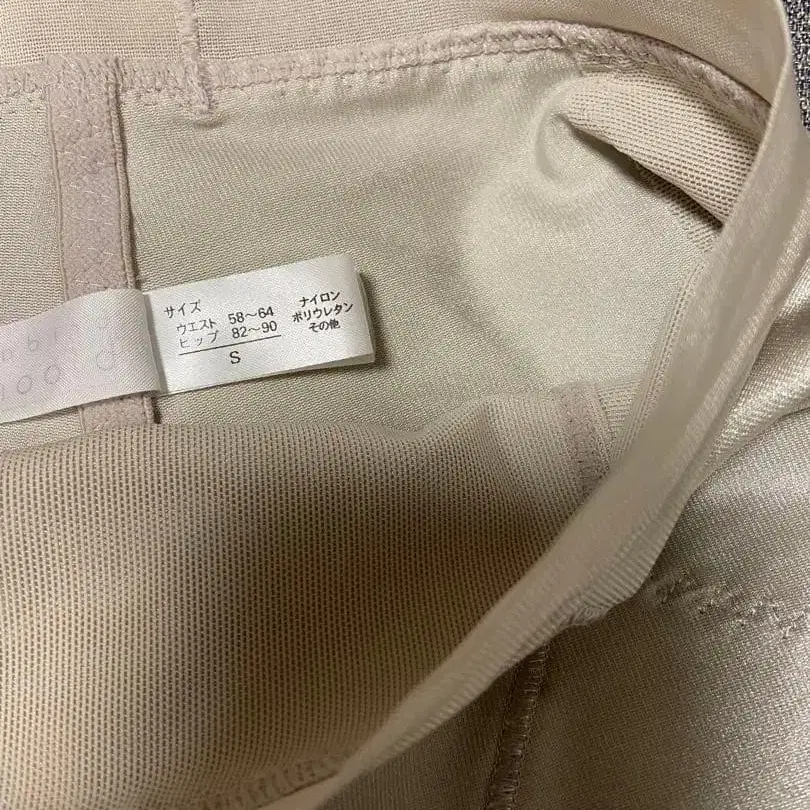 サイズ
ウエスト 58〜64
ヒップ 82〜90
S
ナイロン
ポリウレタン
その他